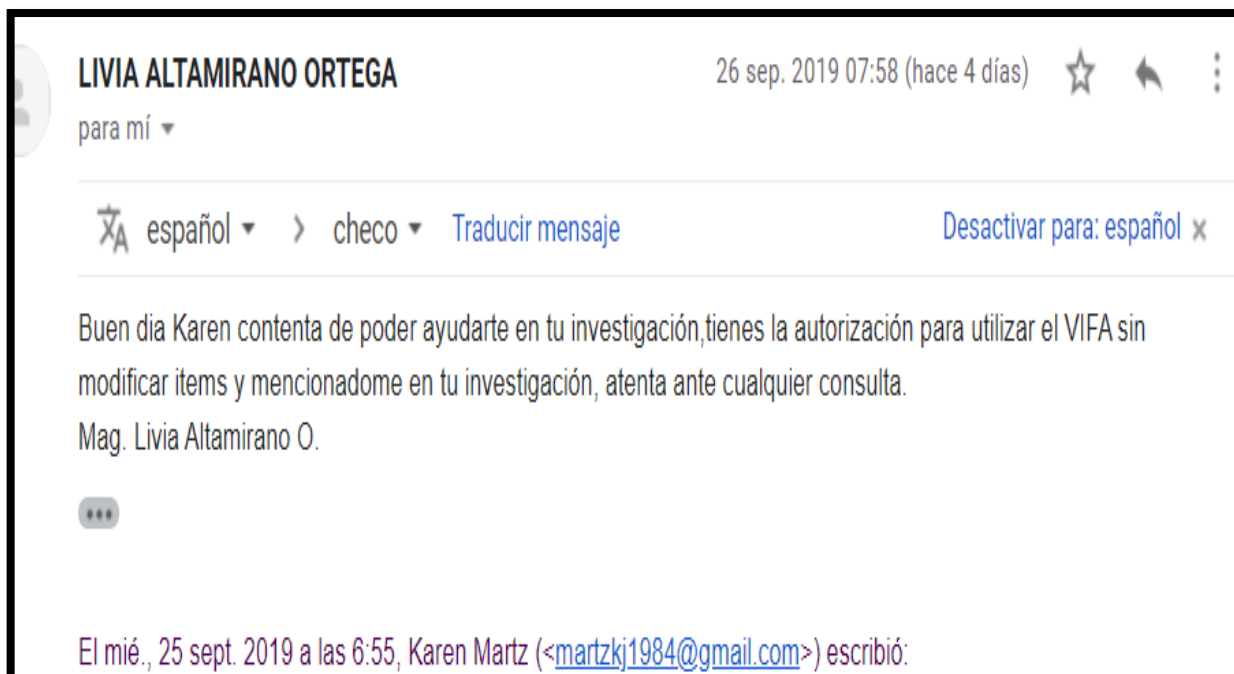 LIVIA ALTAMIRANO ORTEGA 26 sep. 2019 07:58 (hace 4 días)
para mí
español > checo Traducir mensaje Desactivar para: español x
Buen dia Karen contenta de poder ayudarte en tu investigación,tienes la autorización para utilizar el VIFA sin
modificar items y mencionadome en tu investigación, atenta ante cualquier consulta.
Mag. Livia Altamirano O.
El mié., 25 sept. 2019 a las 6:55, Karen Martz (<martzkj1984@gmail.com>) escribió: